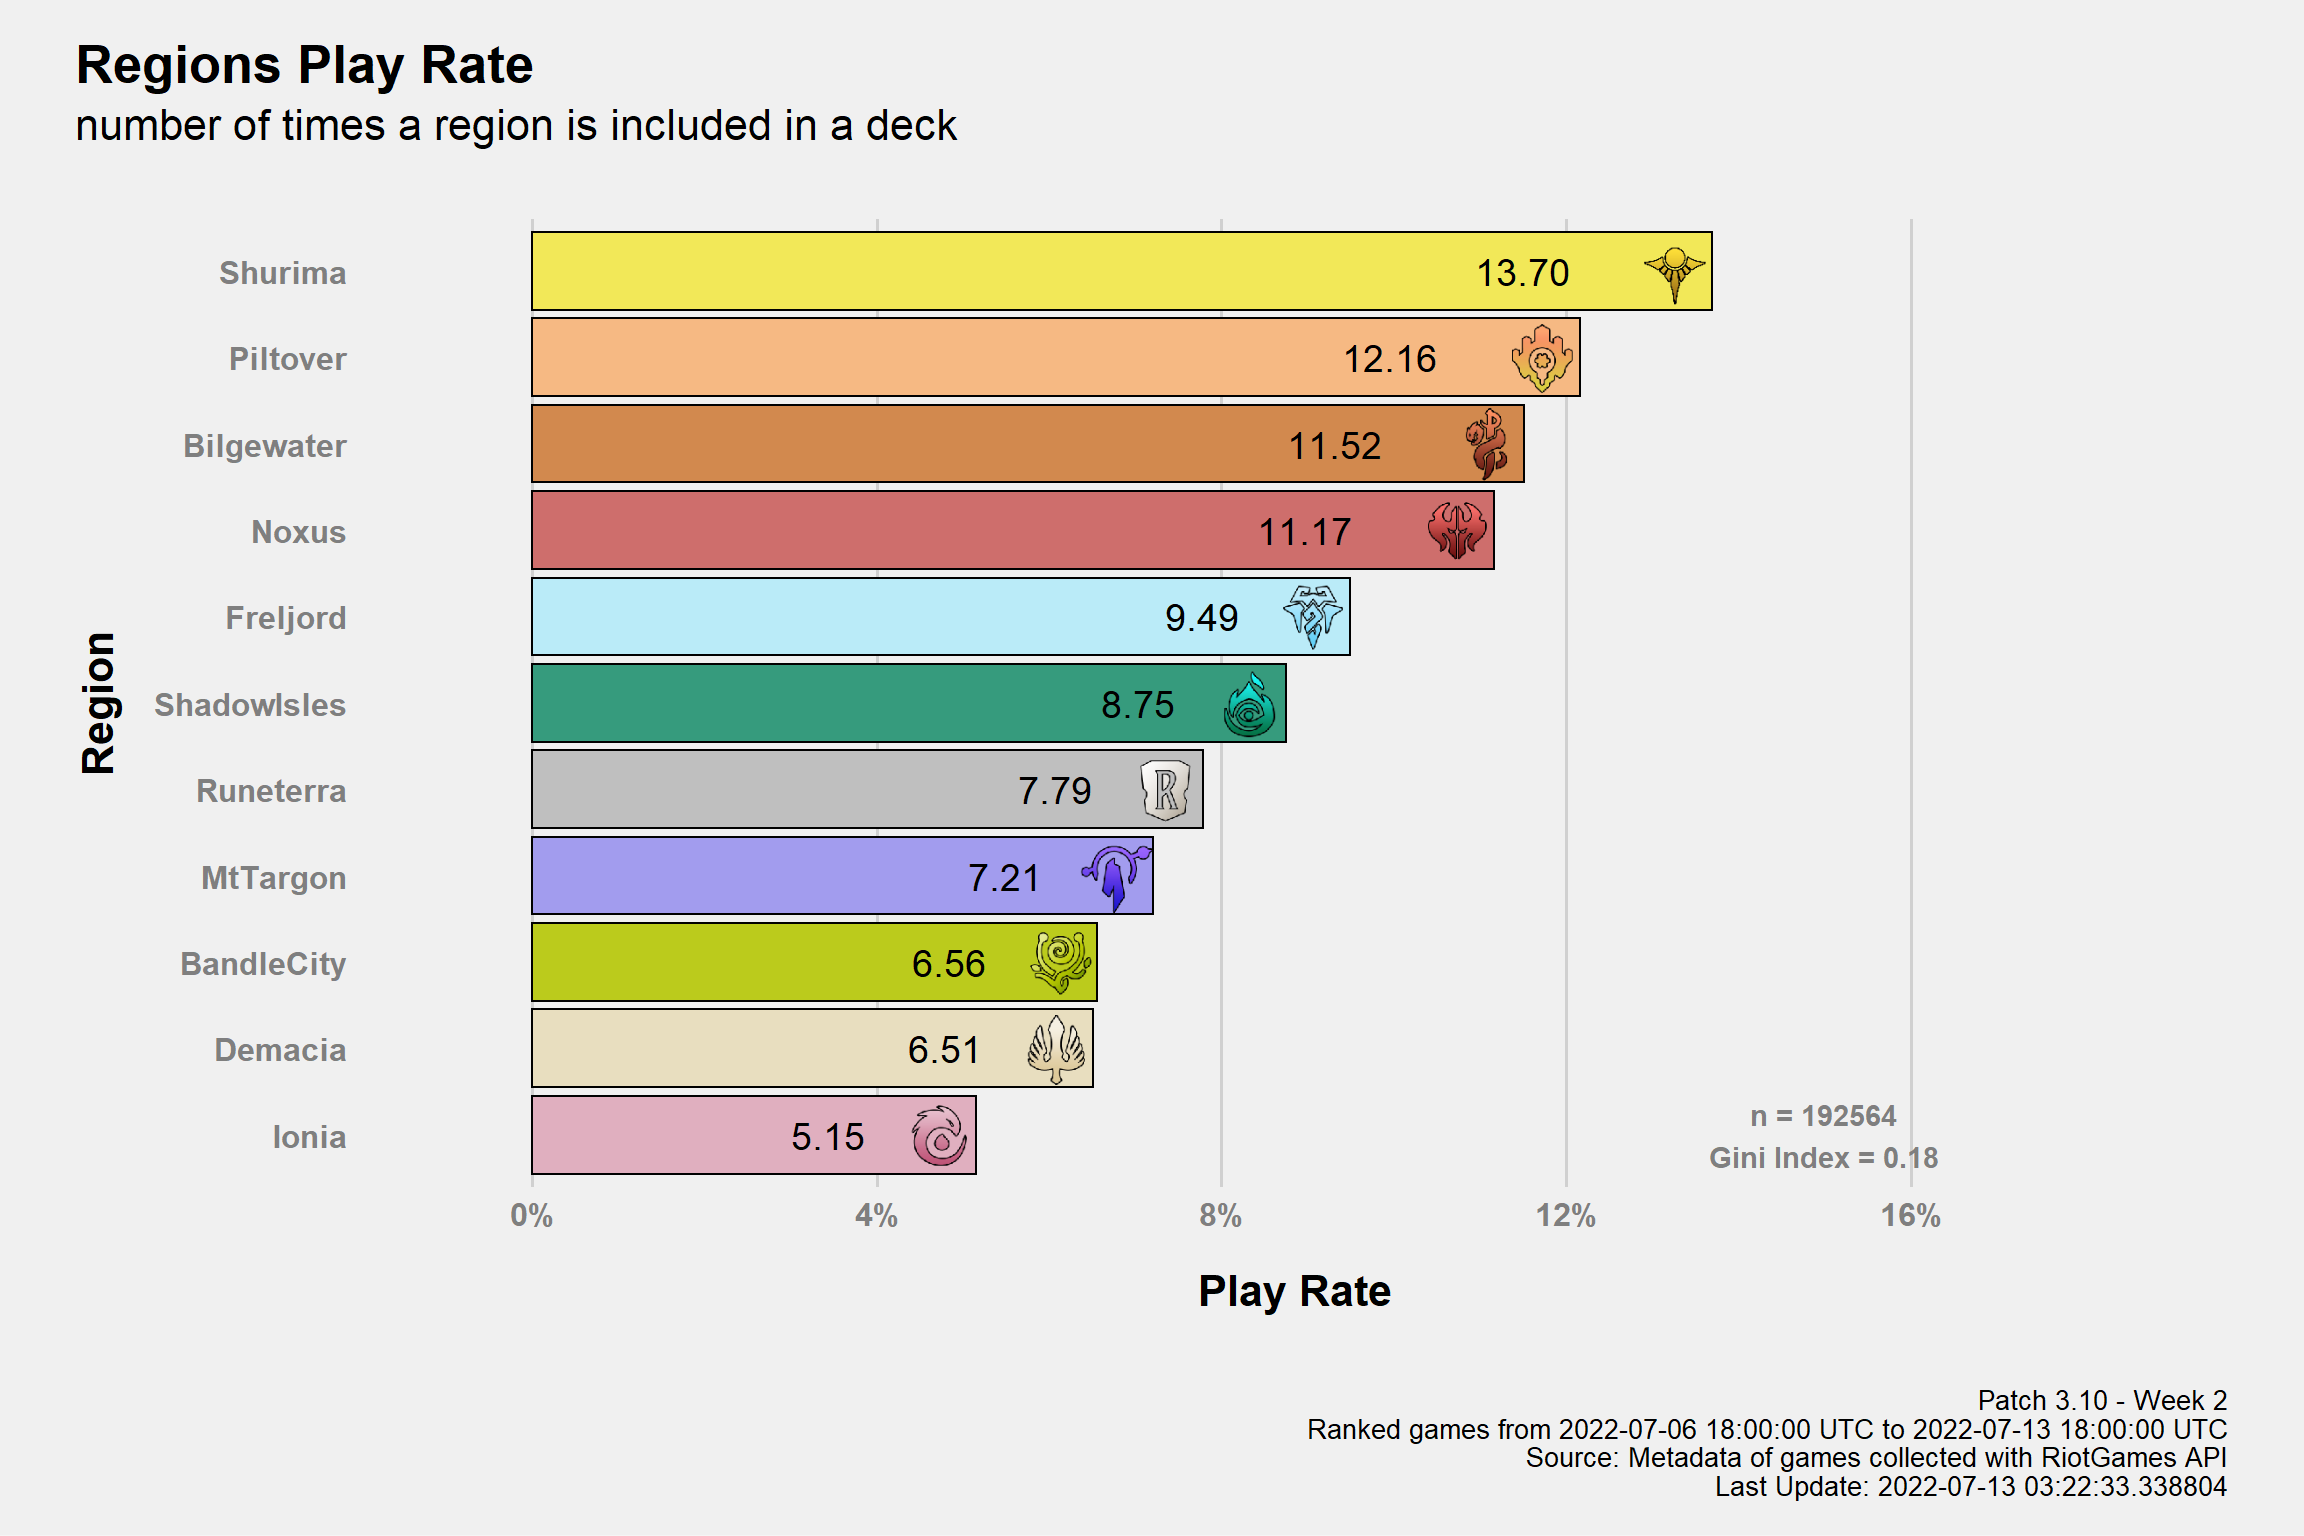 Regions Play Rate
number of times a region is included in a deck
Region
Shurima 13.70
Piltover 12.16
Bilgewater 11.52
Noxus 11.17
Freljord 9.49
ShadowIsles 8.75
Runeterra 7.79 R
MtTargon 7.21
BandleCity 6.56
Demacia 6.51
Ionia 5.15
n = 192564
Gini Index = 0.18
0% 4% 8% 12% 16%
Play Rate
Patch 3.10 - Week 2
Ranked games from 2022-07-06 18:00:00 UTC to 2022-07-13 18:00:00 UTC
Source: Metadata of games collected with RiotGames API
Last Update: 2022-07-13 03:22:33.338804